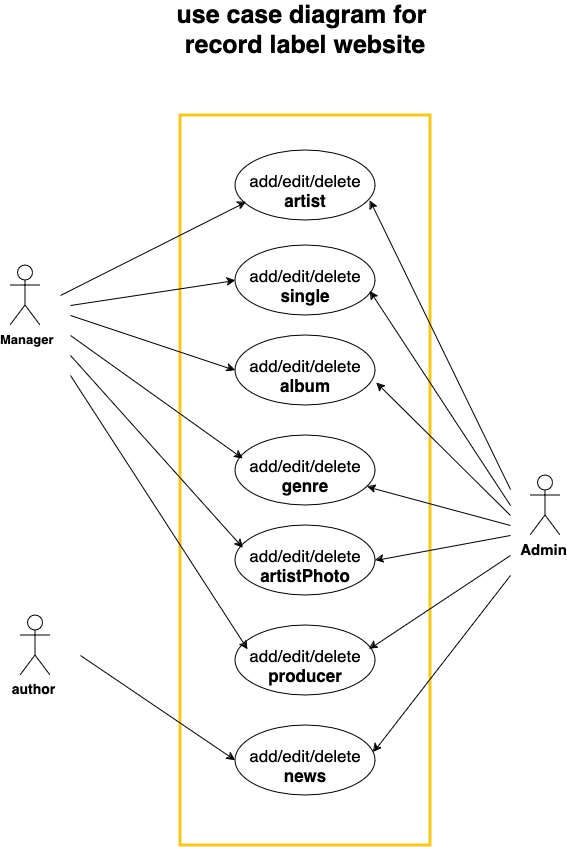 use case diagram for
record label website
add/edit/delete
artist
add/edit/delete
single
Manager
add/edit/delete
album
add/edit/delete
genre
add/edit/delete
artistPhoto
Admin
add/edit/delete
producer
author
add/edit/delete
news